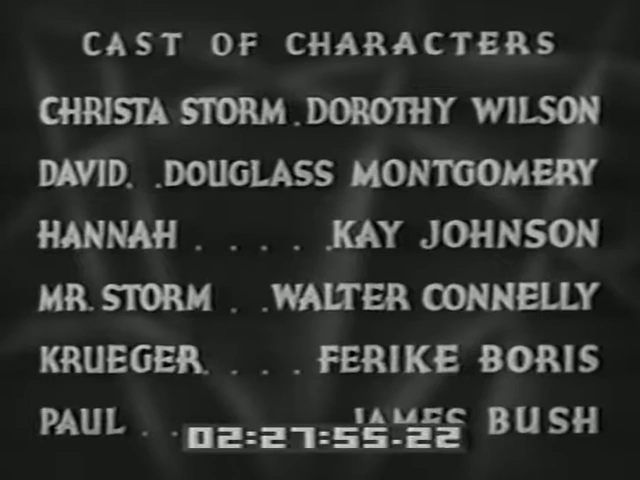 CAST OF CHARACTERS
CHRISTA STORM . DOROTHY WILSON
DAVID . . DOUGLASS MONTGOMERY
HANNAH . . . . . KAY JOHNSON
MR. STORM . . WALTER CONNELLY
KRUEGER . . . . FERIKE BORIS
PAUL . . JAMES BUSH
02:27:55.22